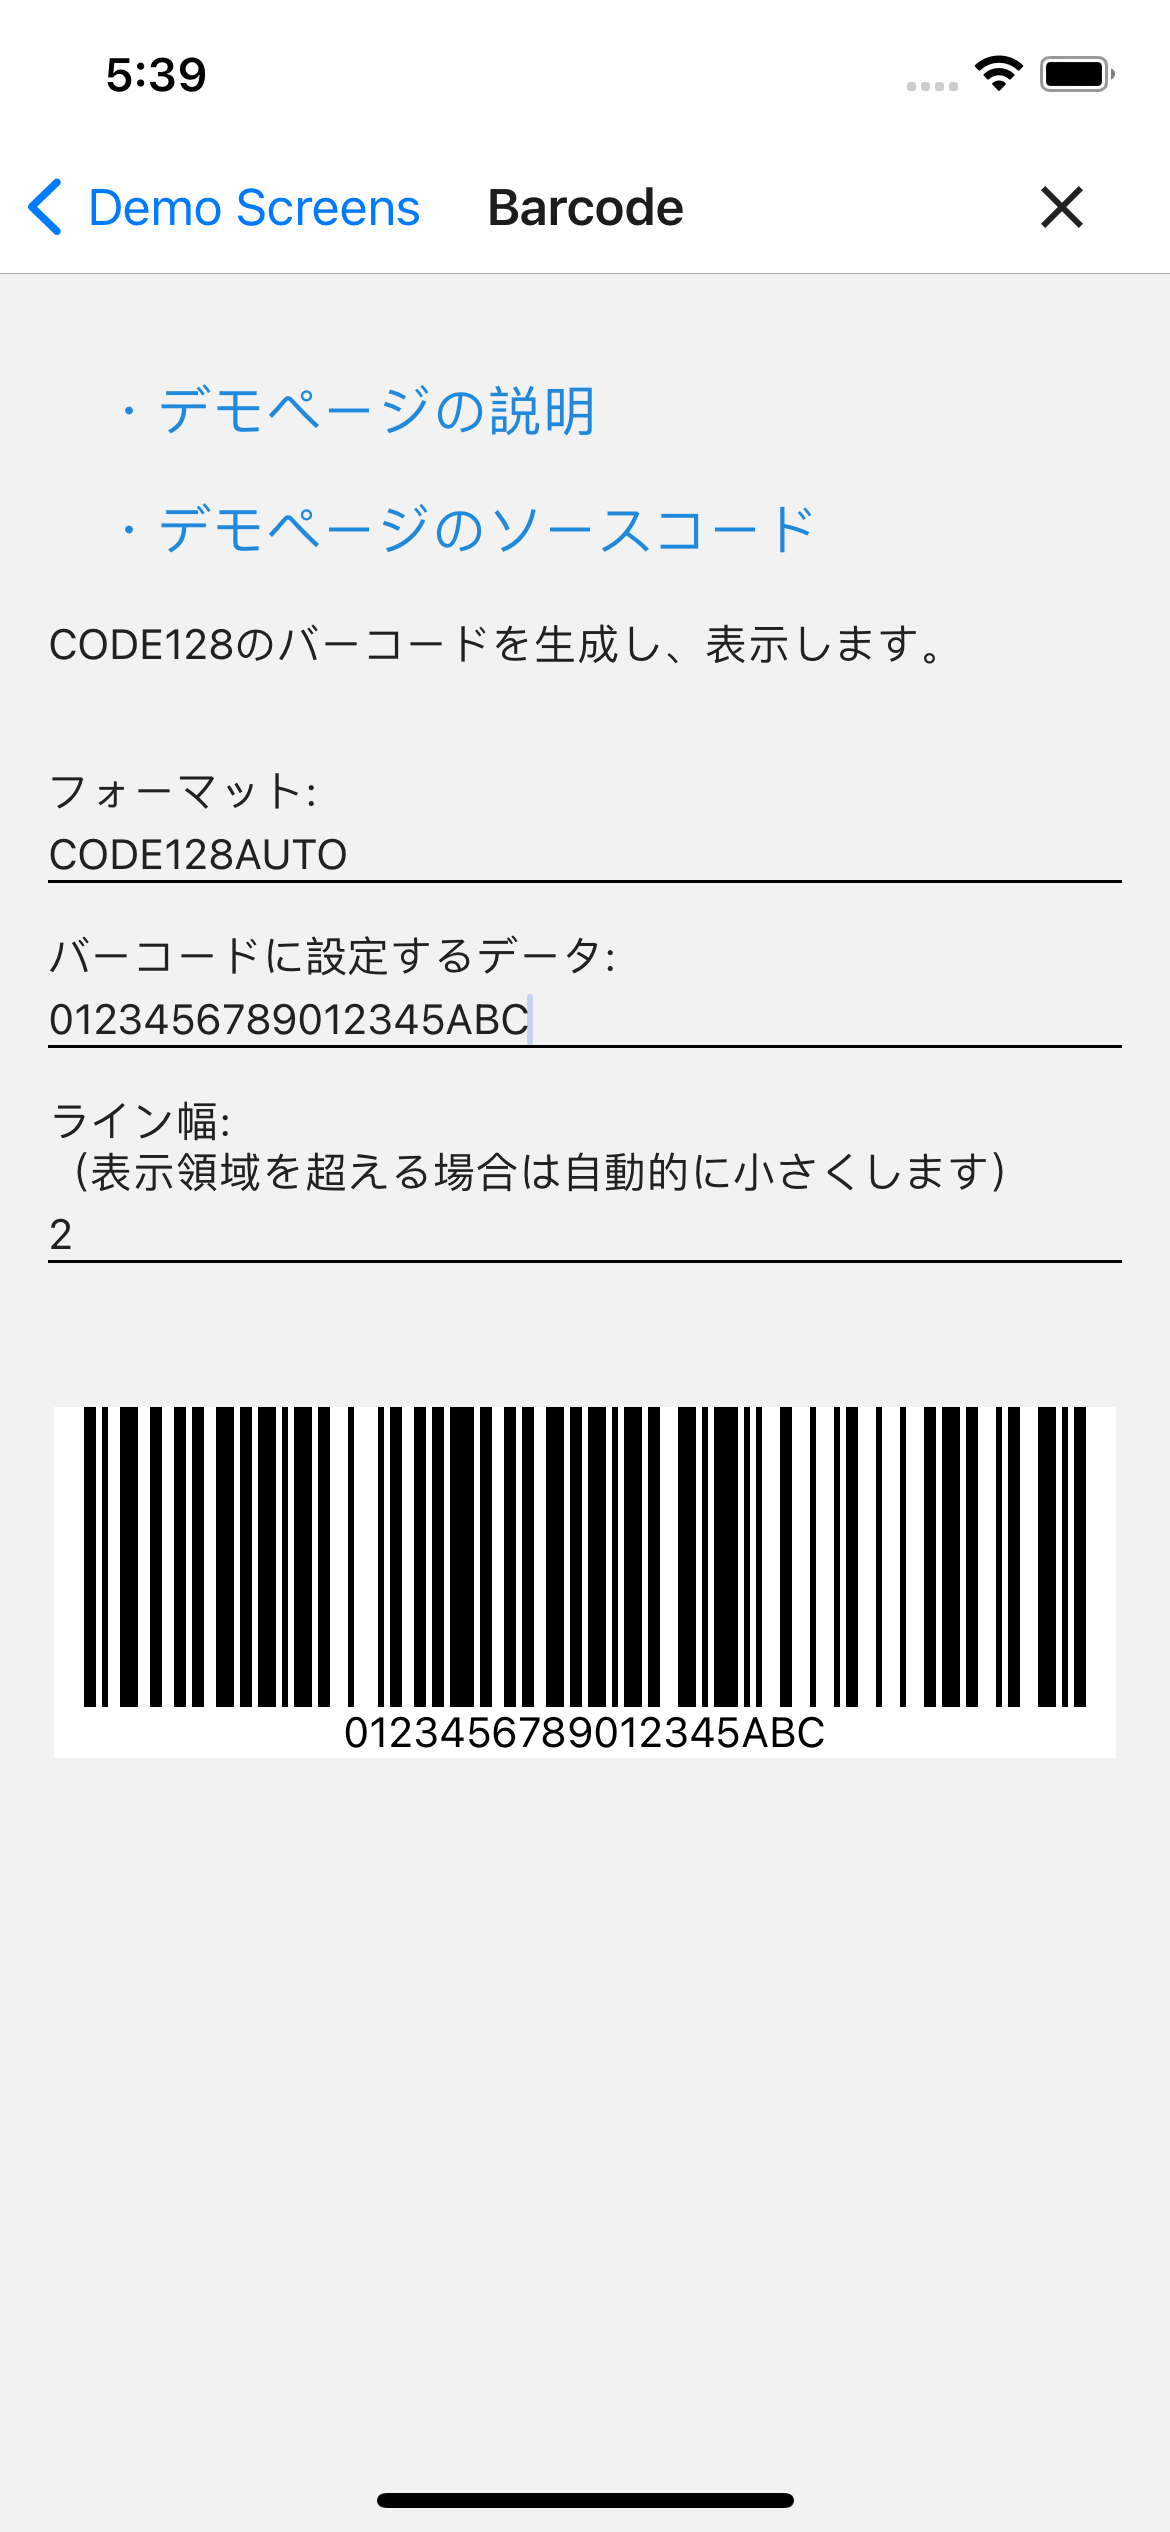 5:39
Demo Screens
Barcode
・デモページの説明
・デモページのソースコード
CODE128のバーコードを生成し、表示します。
フォーマット:
CODE128AUTO
バーコードに設定するデータ:
0123456789012345ABC
ライン幅:
（表示領域を超える場合は自動的に小さくします）
2
0123456789012345ABC